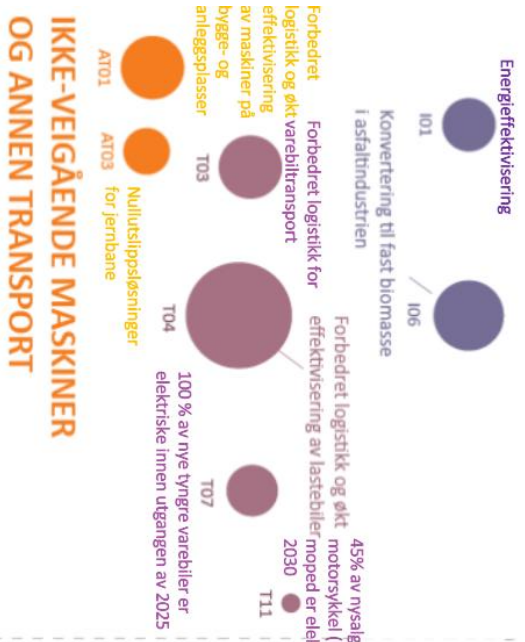 Energieffektivisering
I01
Konvertering til fast biomasse
i asfaltindustrien
I06
Forbedret
logistikk og økt
effektivisering
av maskiner på
bygge- og
anleggsplasser
Forbedret logistikk for
varebiltransport
T03
Forbedret logistikk og økt
effektivisering av lastebiler
T04
100 % av nye tyngre varebiler er
elektriske innen utgangen av 2025
T07
45% av nysalg
motorsykkel (
moped er elel
2030
T11
AT01
AT03
Nullutslippsløsninger
for jernbane
IKKE-VEIGÅENDE MASKINER
OG ANNEN TRANSPORT